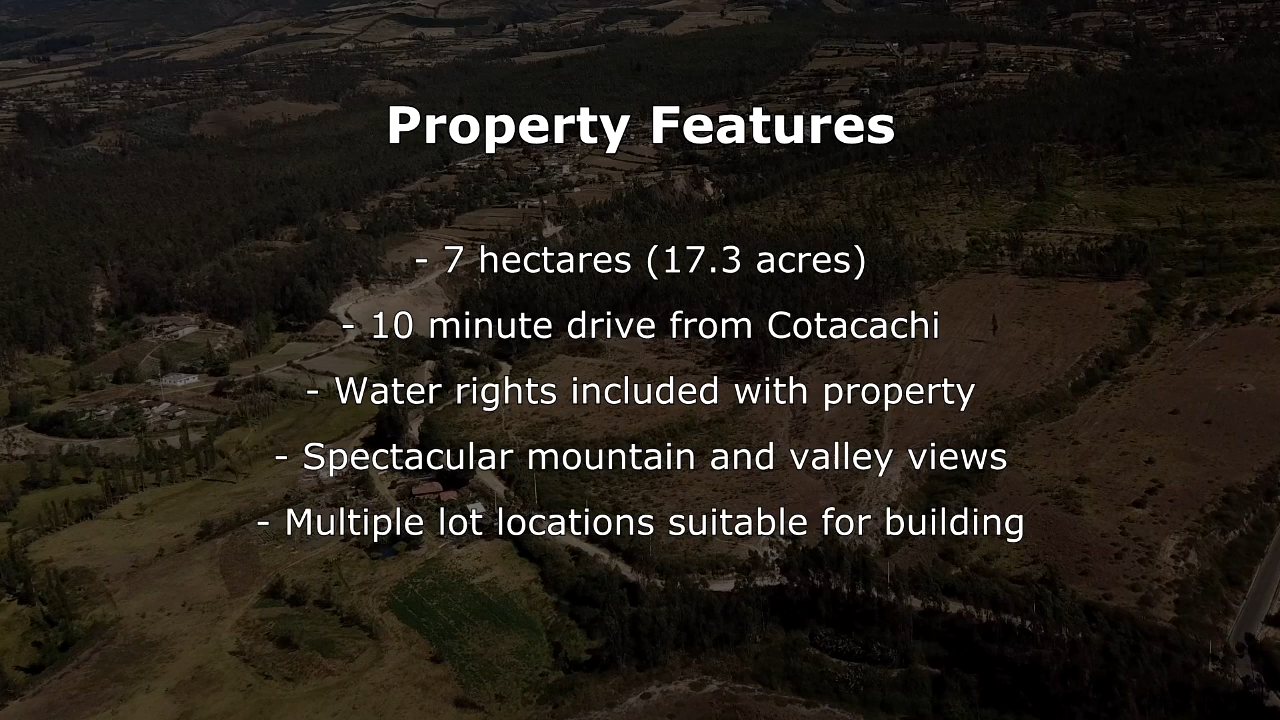 Property Features
- 7 hectares (17.3 acres)
- 10 minute drive from Cotacachi
- Water rights included with property
- Spectacular mountain and valley views
- Multiple lot locations suitable for building